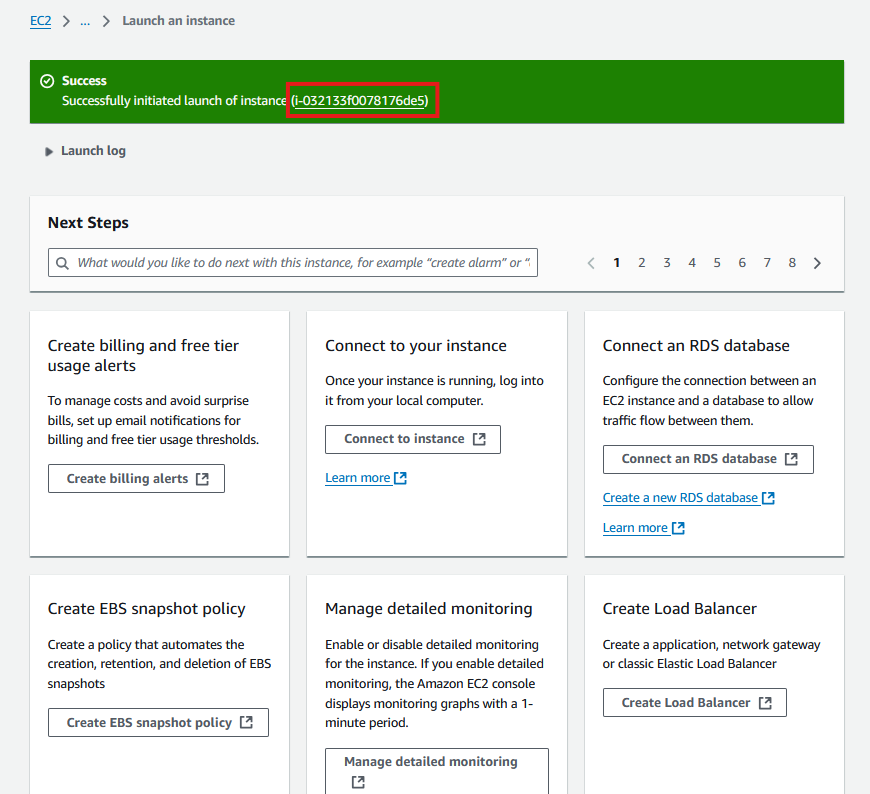 EC2 > ... > Launch an instance
Success
Successfully initiated launch of instance (i-032133f0078176de5)
Launch log
Next Steps
What would you like to do next with this instance, for example “create alarm” or “
1 2 3 4 5 6 7 8
Create billing and free tier
usage alerts
To manage costs and avoid surprise
bills, set up email notifications for
billing and free tier usage thresholds.
Create billing alerts
Connect to your instance
Once your instance is running, log into
it from your local computer.
Connect to instance
Learn more
Connect an RDS database
Configure the connection between an
EC2 instance and a database to allow
traffic flow between them.
Connect an RDS database
Create a new RDS database
Learn more
Create EBS snapshot policy
Create a policy that automates the
creation, retention, and deletion of EBS
snapshots
Create EBS snapshot policy
Manage detailed monitoring
Enable or disable detailed monitoring
for the instance. If you enable detailed
monitoring, the Amazon EC2 console
displays monitoring graphs with a 1-
minute period.
Manage detailed monitoring
Create Load Balancer
Create a application, network gateway
or classic Elastic Load Balancer
Create Load Balancer